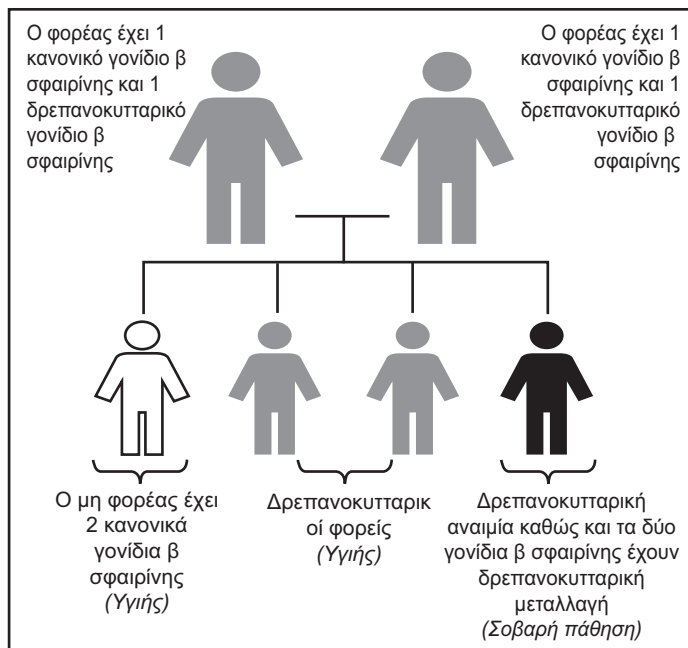 Ο φορέας έχει 1
κανονικό γονίδιο β
σφαιρίνης και 1
δρεπανοκυτταρικό
γονίδιο β
σφαιρίνης
Ο φορέας έχει 1
κανονικό γονίδιο β
σφαιρίνης και 1
δρεπανοκυτταρικό
γονίδιο β
σφαιρίνης
Ο μη φορέας έχει
2 κανονικά
γονίδια β
σφαιρίνης
(Υγιής)
Δρεπανοκυτταρικ
οί φορείς
(Υγιής)
Δρεπανοκυτταρική
αναιμία καθώς και τα δύο
γονίδια β σφαιρίνης έχουν
δρεπανοκυτταρική
μεταλλαγή
(Σοβαρή πάθηση)